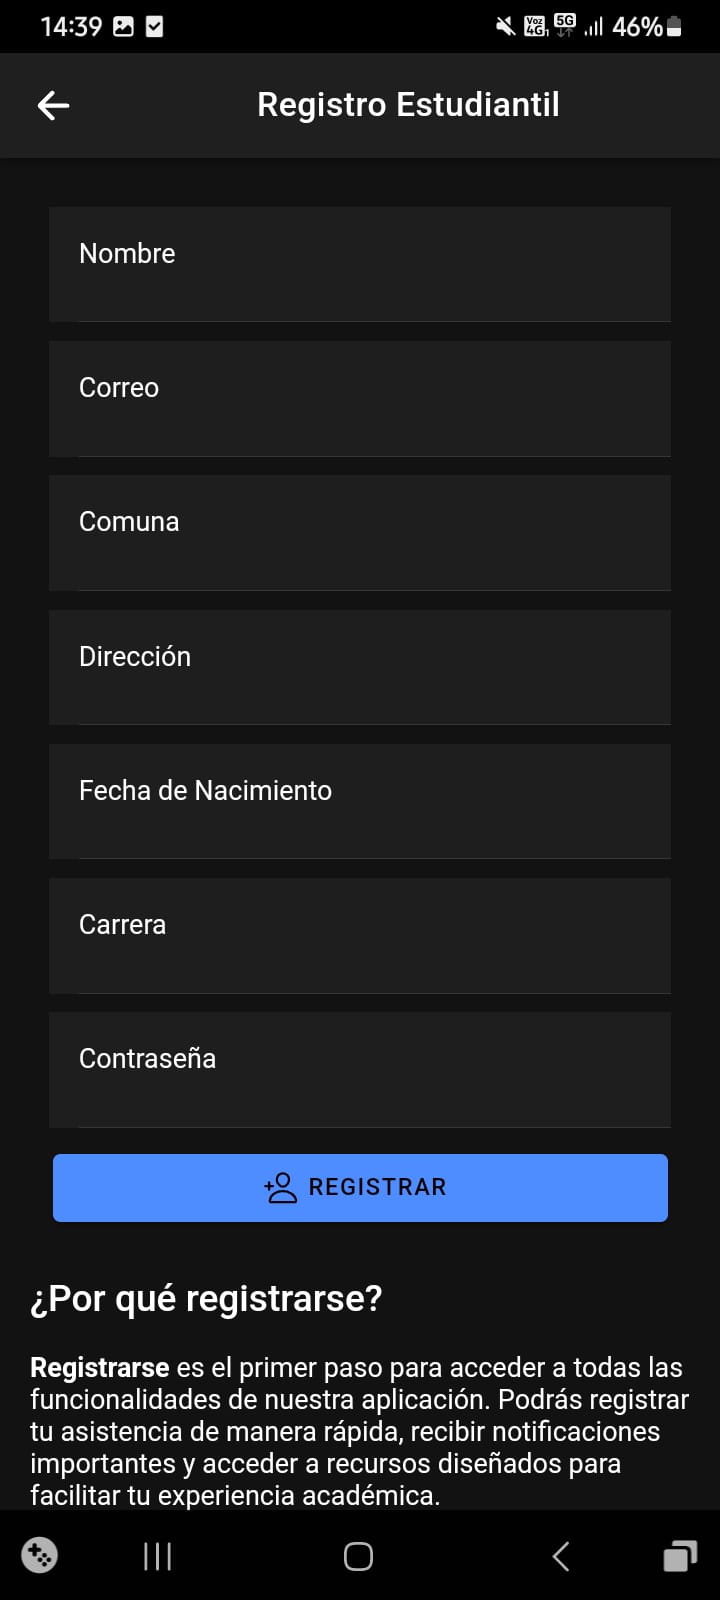 14:39 Voz 4G 5G 46%
Registro Estudiantil
Nombre
Correo
Comuna
Dirección
Fecha de Nacimiento
Carrera
Contraseña
REGISTRAR
¿Por qué registrarse?
Registrarse es el primer paso para acceder a todas las
funcionalidades de nuestra aplicación. Podrás registrar
tu asistencia de manera rápida, recibir notificaciones
importantes y acceder a recursos diseñados para
facilitar tu experiencia académica.